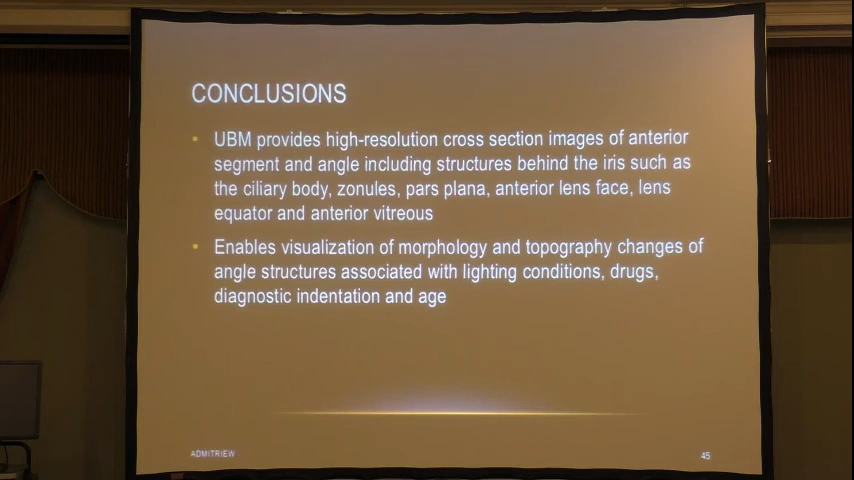 CONCLUSIONS
• UBM provides high-resolution cross section images of anterior
segment and angle including structures behind the iris such as
the ciliary body, zonules, pars plana, anterior lens face, lens
equator and anterior vitreous
• Enables visualization of morphology and topography changes of
angle structures associated with lighting conditions, drugs,
diagnostic indentation and age
ADMITRIEW
45